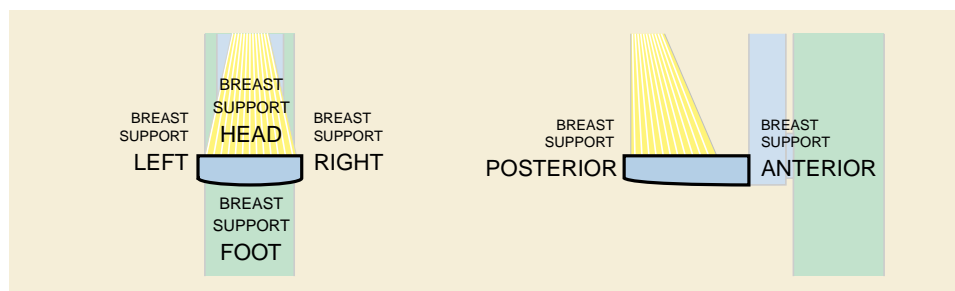 BREAST
SUPPORT
HEAD
BREAST
SUPPORT
LEFT
BREAST
SUPPORT
RIGHT
BREAST
SUPPORT
FOOT
BREAST
SUPPORT
POSTERIOR
BREAST
SUPPORT
ANTERIOR